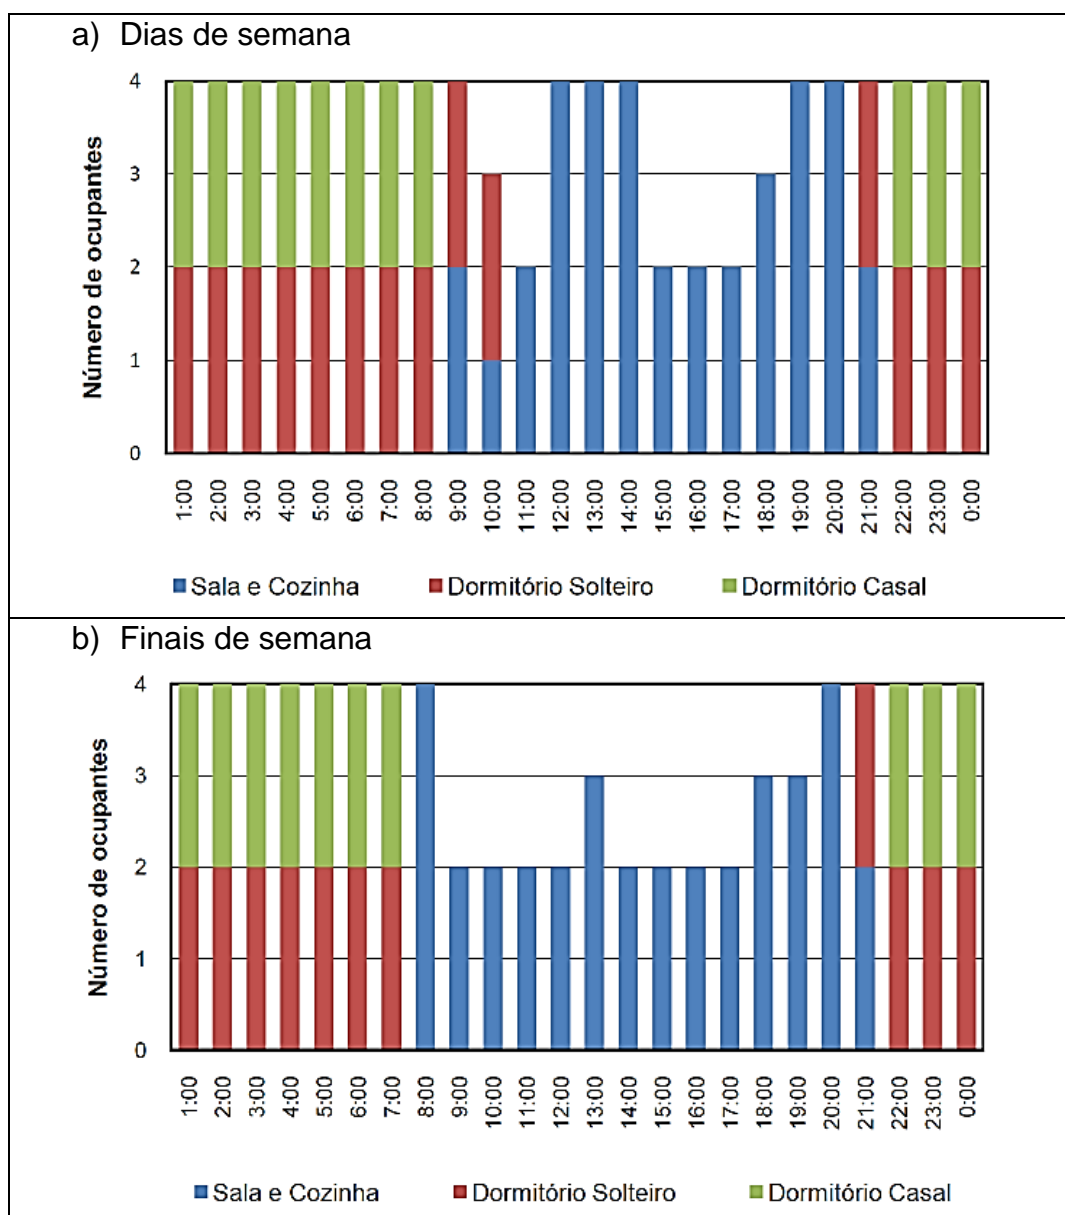 a) Dias de semana
4
3
2
1
0
Número de ocupantes
1:00 2:00 3:00 4:00 5:00 6:00 7:00 8:00 9:00 10:00 11:00 12:00 13:00 14:00 15:00 16:00 17:00 18:00 19:00 20:00 21:00 22:00 23:00 0:00
Sala e Cozinha Dormitório Solteiro Dormitório Casal
b) Finais de semana
4
3
2
1
0
Número de ocupantes
1:00 2:00 3:00 4:00 5:00 6:00 7:00 8:00 9:00 10:00 11:00 12:00 13:00 14:00 15:00 16:00 17:00 18:00 19:00 20:00 21:00 22:00 23:00 0:00
Sala e Cozinha Dormitório Solteiro Dormitório Casal